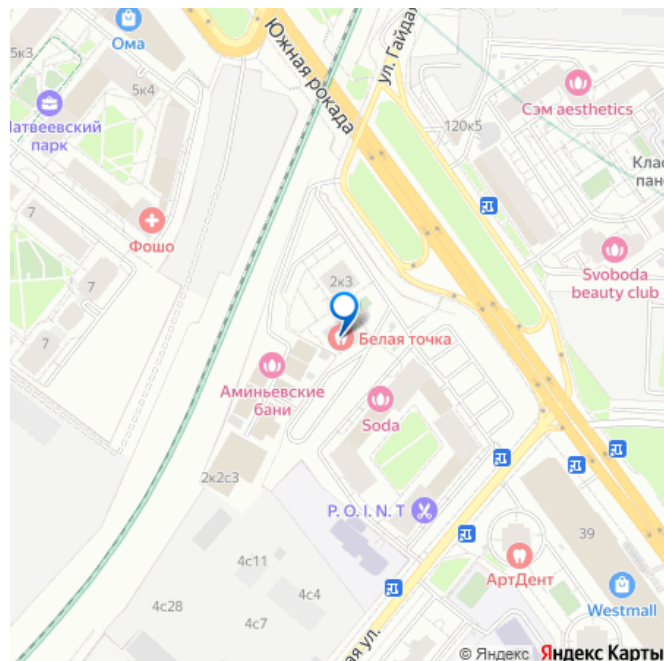 Ома
5к3
5к4
Матвеевский
парк
7
Фошо
7
7
Южная рокада
ул. Гайда
120к5
Сэм aesthetics
Клас
пано
Svoboda
beauty club
2к3
Белая точка
Аминьевские
бани
Soda
2к2с3
P. O. I. N. T
4с11
4с28
4с4
4с7
39
АртДент
Westmall
ая ул.
© Яндекс Яндекс Карты